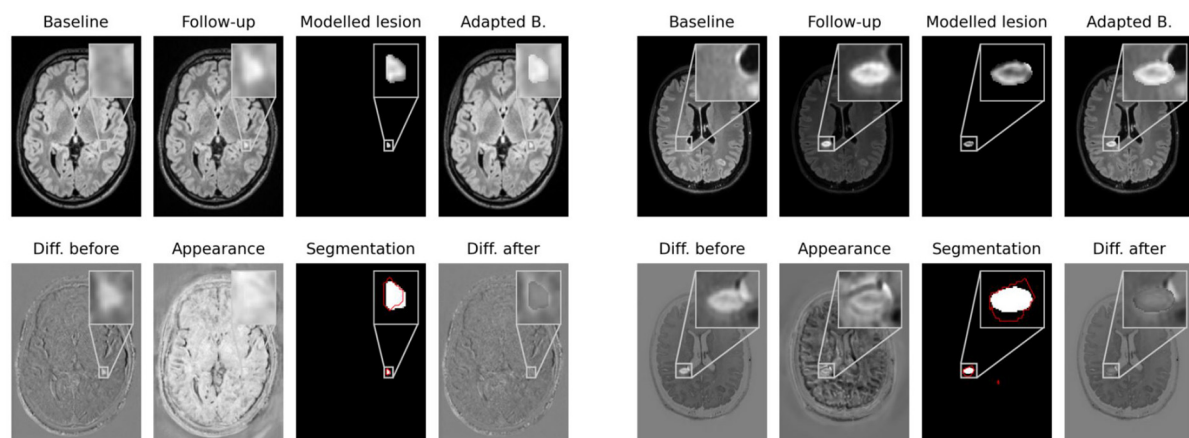 Baseline Follow-up Modelled lesion Adapted B. Baseline Follow-up Modelled lesion Adapted B.
Diff. before Appearance Segmentation Diff. after Diff. before Appearance Segmentation Diff. after